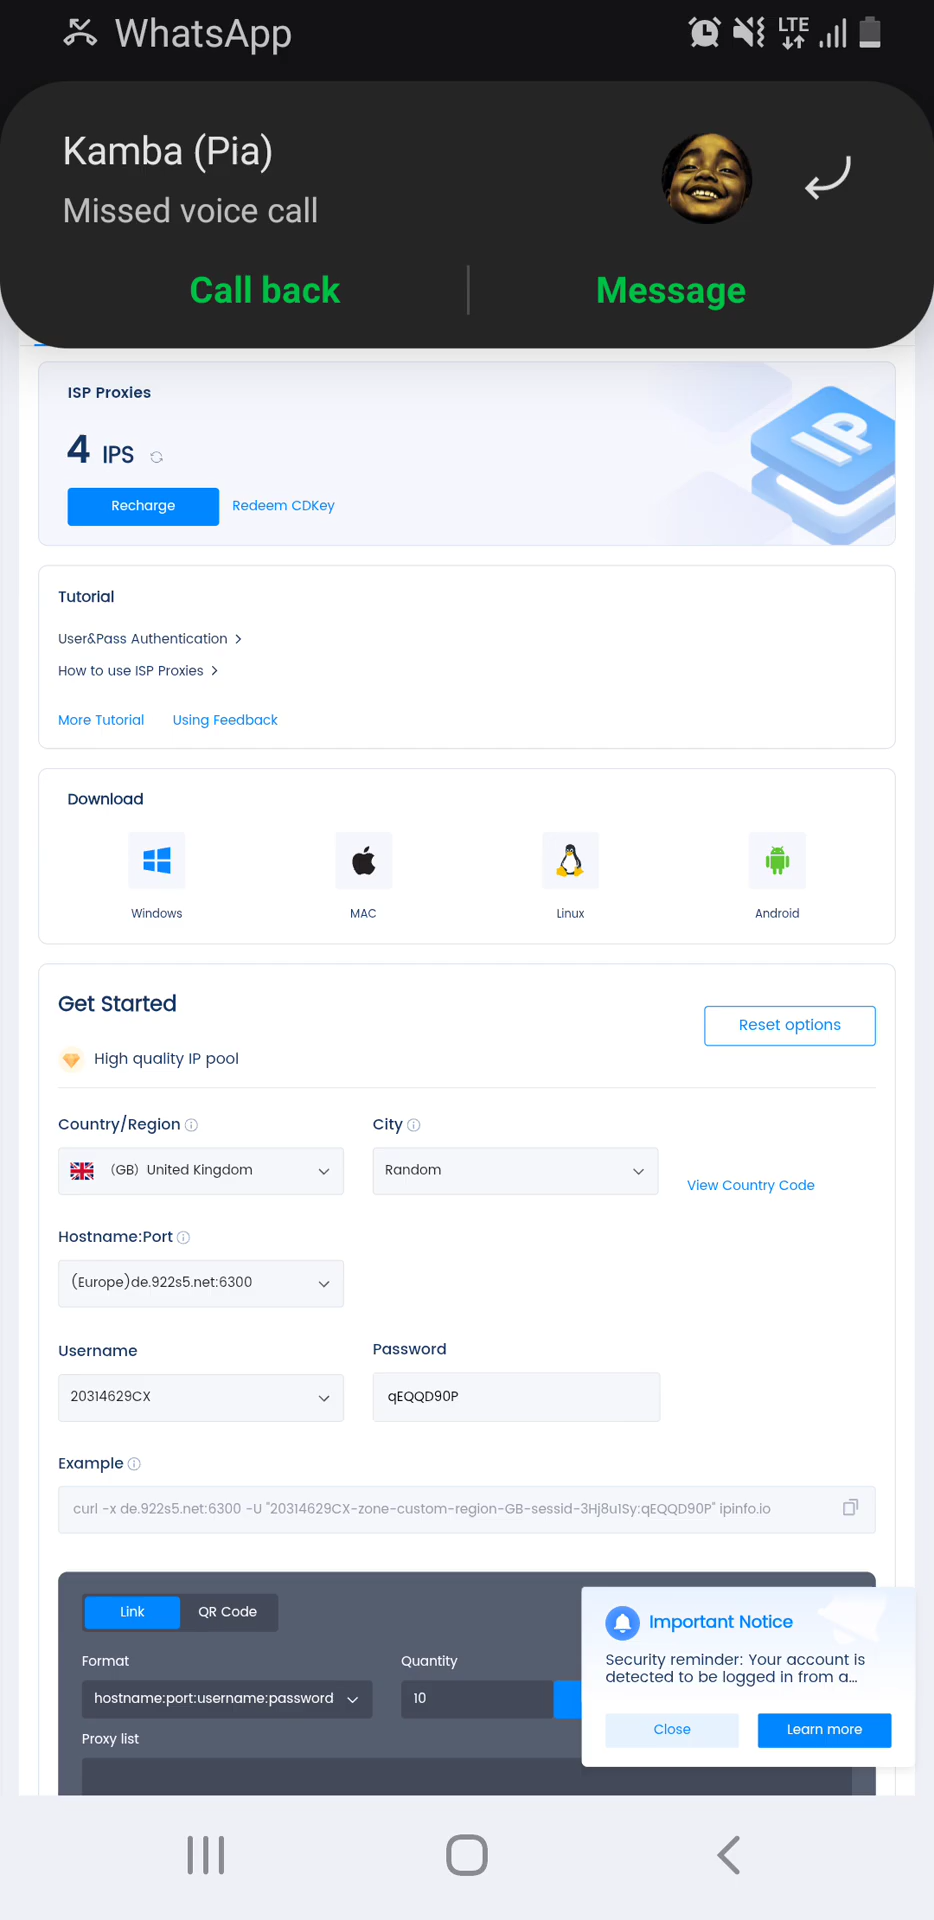 WhatsApp
LTE
Kamba (Pia)
Missed voice call
Call back
Message
ISP Proxies
4 IPS
Recharge
Redeem CDKey
IP
Tutorial
User&Pass Authentication
How to use ISP Proxies
More Tutorial
Using Feedback
Download
Windows
MAC
Linux
Android
Get Started
Reset options
High quality IP pool
Country/Region
City
(GB) United Kingdom
Random
View Country Code
Hostname:Port
(Europe)de.922s5.net:6300
Username
Password
20314629CX
qEQQD90P
Example
curl -x de.922s5.net:6300 -U "20314629CX-zone-custom-region-GB-sessid-3Hj8u1Sy:qEQQD90P" ipinfo.io
Link
QR Code
Format
Quantity
hostname:port:username:password
10
Proxy list
Important Notice
Security reminder: Your account is
detected to be logged in from a...
Close
Learn more